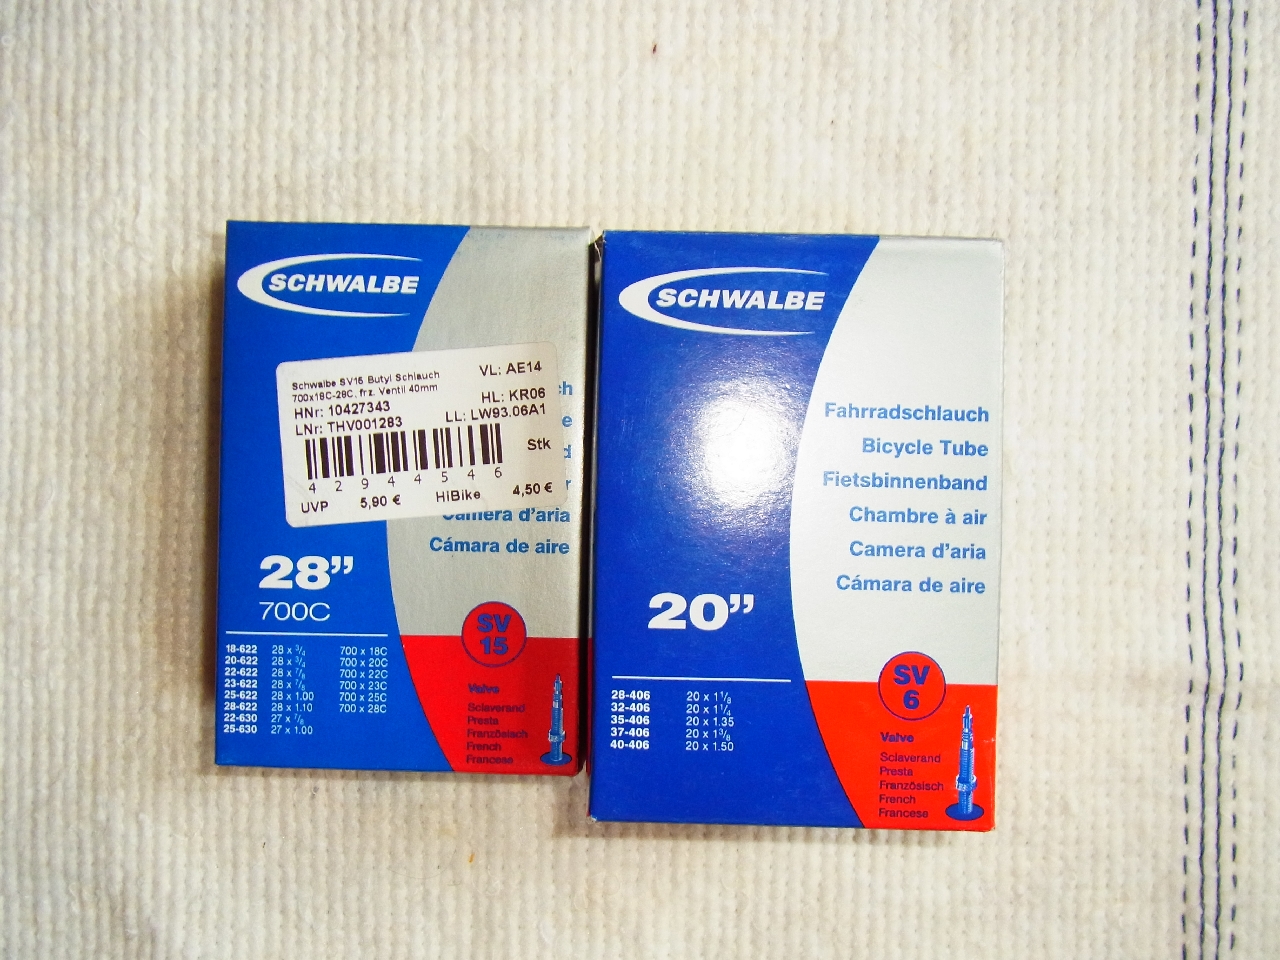 SCHWALBE
Schwalbe SV15 Butyl Schlauch
700x18C-28C, frz. Ventil 40mm
VL: AE14
HNr: 10427343
HL: KR06
LNr: THV001283
LL: LW93.06A1
Stk
4 2 9 4 4 5 4 6
UVP 5,90 € HiBike 4,50 €
ch
e
d
r
Camera d'aria
Cámara de aire
28”
700C
18-622 28 x 3/4 700 x 18C
20-622 28 x 3/4 700 x 20C
22-622 28 x 7/8 700 x 22C
23-622 28 x 7/8 700 x 23C
25-622 28 x 1.00 700 x 25C
28-622 28 x 1.10 700 x 28C
22-630 27 x 7/8
25-630 27 x 1.00
SV
15
Valve
Sclaverand
Presta
Französisch
French
Francese
SCHWALBE
Fahrradschlauch
Bicycle Tube
Fietsbinnenband
Chambre à air
Camera d'aria
Cámara de aire
20”
28-406 20 x 1 1/8
32-406 20 x 1 1/4
35-406 20 x 1.35
37-406 20 x 1 3/8
40-406 20 x 1.50
SV
6
Valve
Sclaverand
Presta
Französisch
French
Francese